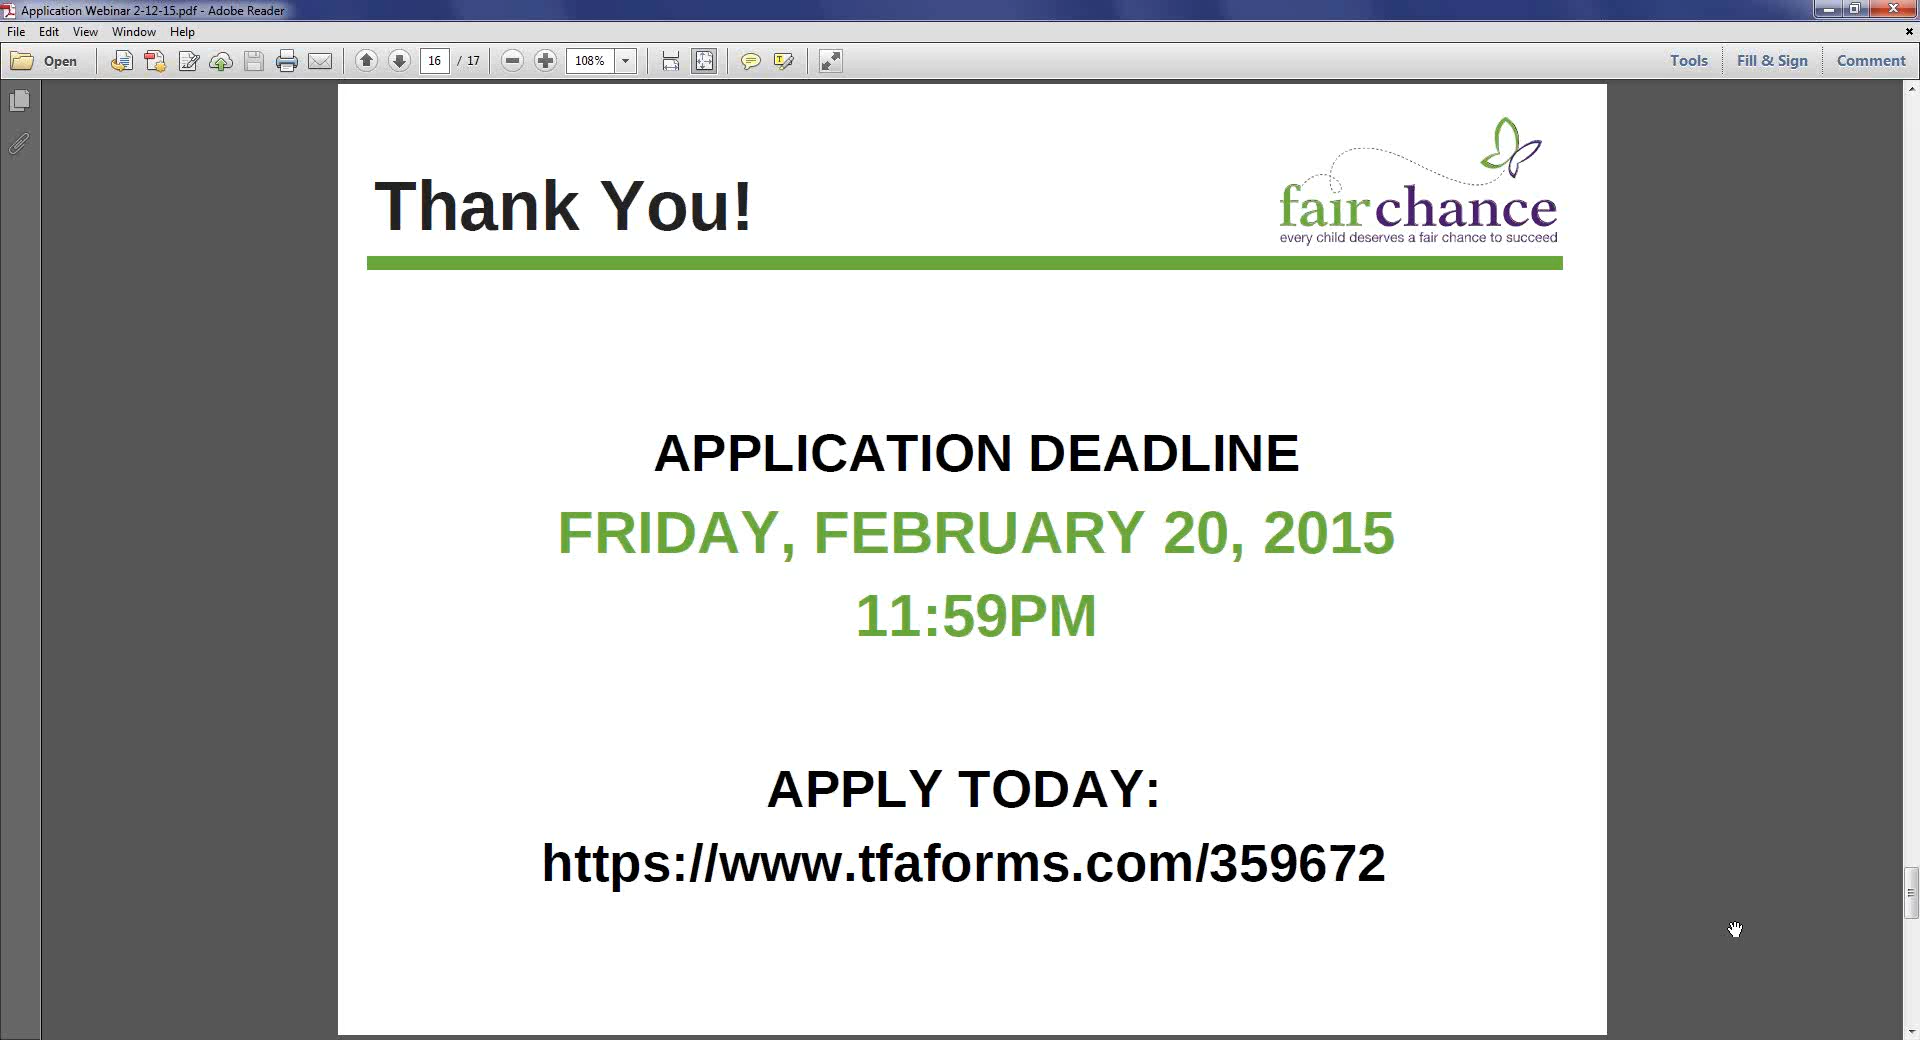 Application Webinar 2-12-15.pdf - Adobe Reader
File Edit View Window Help
Open 16 / 17 108% Tools Fill & Sign Comment
Thank You!
fairchance
every child deserves a fair chance to succeed
APPLICATION DEADLINE
FRIDAY, FEBRUARY 20, 2015
11:59PM
APPLY TODAY:
https://www.tfaforms.com/359672